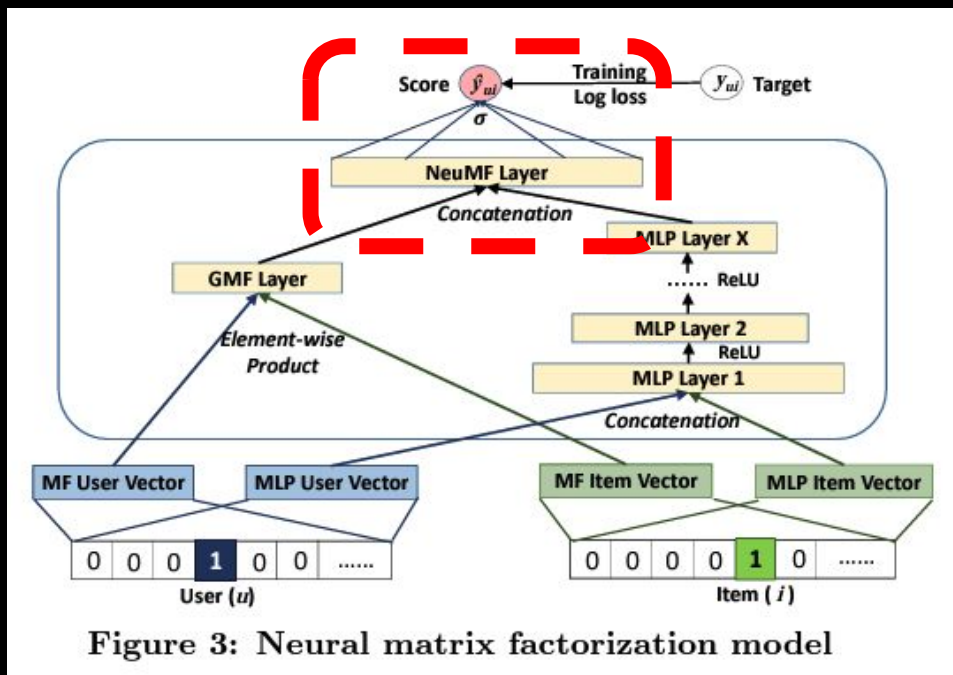 Score ŷui Training yui Target
Log loss
σ
NeuMF Layer
Concatenation
MLP Layer X
GMF Layer
...... ReLU
Element-wise
Product
MLP Layer 2
ReLU
MLP Layer 1
Concatenation
MF User Vector MLP User Vector MF Item Vector MLP Item Vector
0 0 0 1 0 0 ...... 0 0 0 0 1 0 ......
User (u) Item ( i )
Figure 3: Neural matrix factorization model